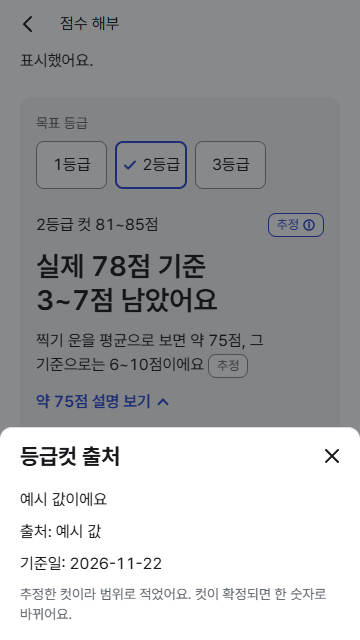 점수 해부
표시했어요.
목표 등급
1등급
2등급
3등급
2등급 컷 81~85점
추정
실제 78점 기준
3~7점 남았어요
찍기 운을 평균으로 보면 약 75점, 그
기준으로는 6~10점이에요 추정
약 75점 설명 보기
등급컷 출처
예시 값이에요
출처: 예시 값
기준일: 2026-11-22
추정한 컷이라 범위로 적었어요. 컷이 확정되면 한 숫자로
바뀌어요.